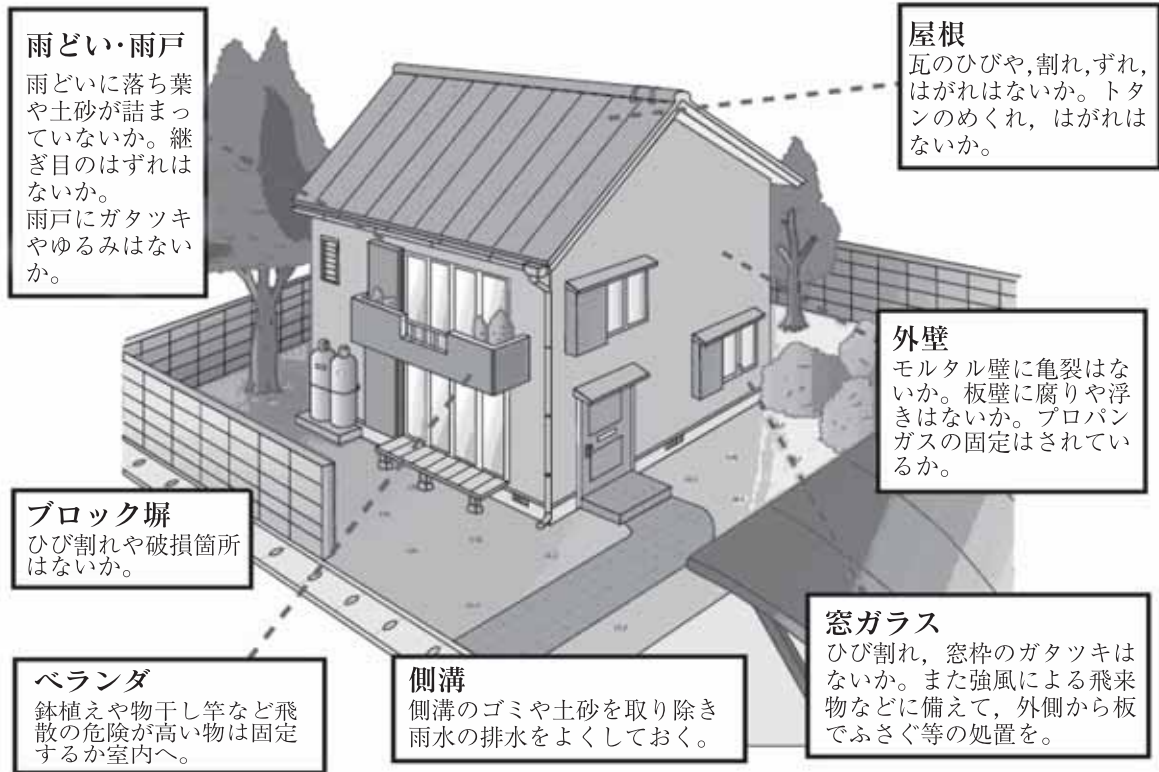 雨どい・雨戸
雨どいに落ち葉
や土砂が詰まっ
ていないか。継
ぎ目のはずれは
ないか。
雨戸にガタツキ
やゆるみはない
か。
屋根
瓦のひびや,割れ,ずれ,
はがれはないか。トタ
ンのめくれ，はがれは
ないか。
外壁
モルタル壁に亀裂はな
いか。板壁に腐りや浮
きはないか。プロパン
ガスの固定はされてい
るか。
ブロック塀
ひび割れや破損箇所
はないか。
ベランダ
鉢植えや物干し竿など飛
散の危険が高い物は固定
するか室内へ。
側溝
側溝のゴミや土砂を取り除き
雨水の排水をよくしておく。
窓ガラス
ひび割れ，窓枠のガタツキは
ないか。また強風による飛来
物などに備えて，外側から板
でふさぐ等の処置を。